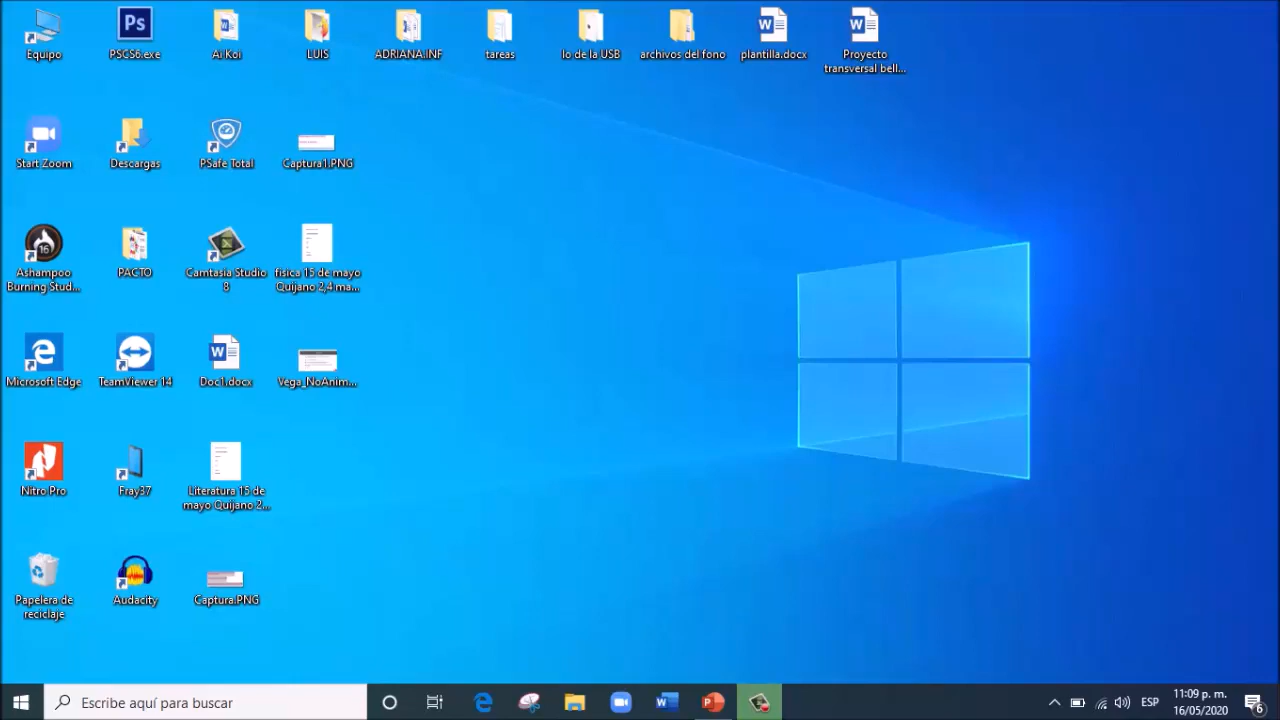 Equipo
PSCS6.exe
Ai Koi
LUIS
ADRIANA.INF
tareas
lo de la USB
archivos del fono
plantilla.docx
Proyecto
transversal bell...
Start Zoom
Descargas
PSafe Total
Captura1.PNG
Ashampoo
Burning Stud...
PACTO
Camtasia Studio
8
fisica 15 de mayo
Quijano 2,4 ma...
Microsoft Edge
TeamViewer 14
Doc1.docx
Vega_NoAnim...
Nitro Pro
Fray37
Literatura 15 de
mayo Quijano 2...
Papelera de
reciclaje
Audacity
Captura.PNG
Escribe aquí para buscar
ESP
11:09 p. m.
16/05/2020
6